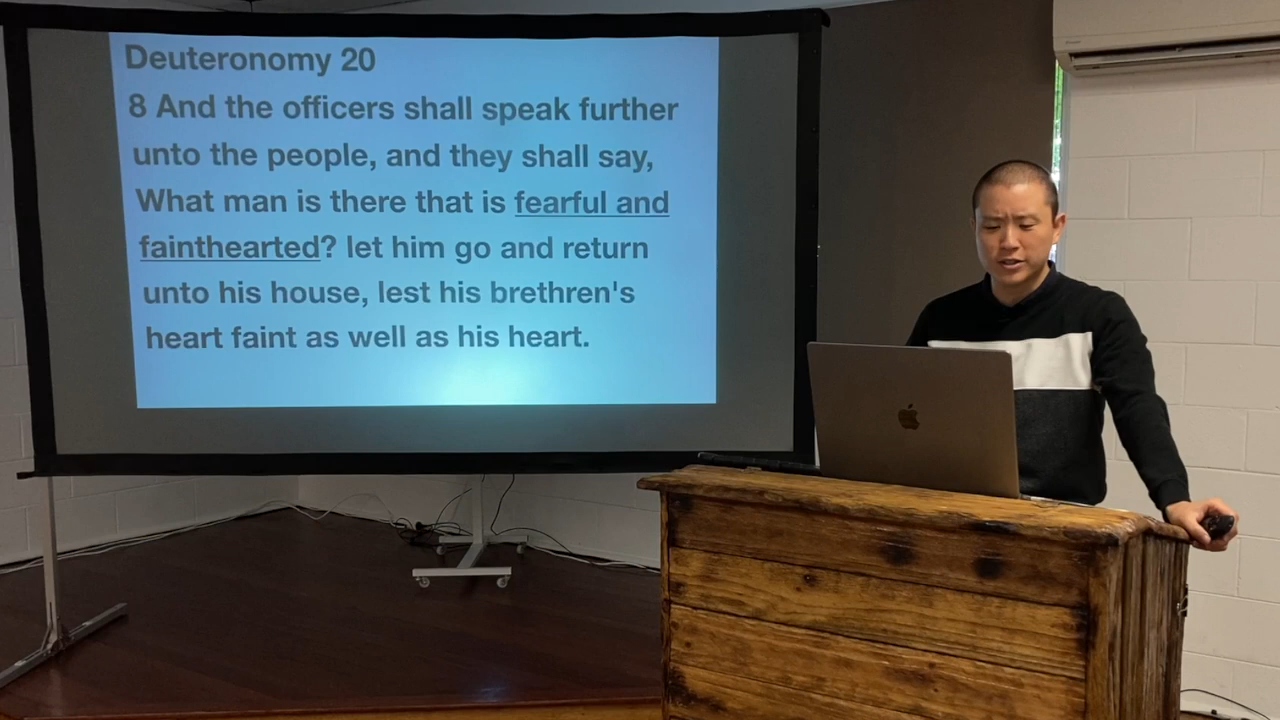 Deuteronomy 20
8 And the officers shall speak further
unto the people, and they shall say,
What man is there that is fearful and
fainthearted? let him go and return
unto his house, lest his brethren's
heart faint as well as his heart.